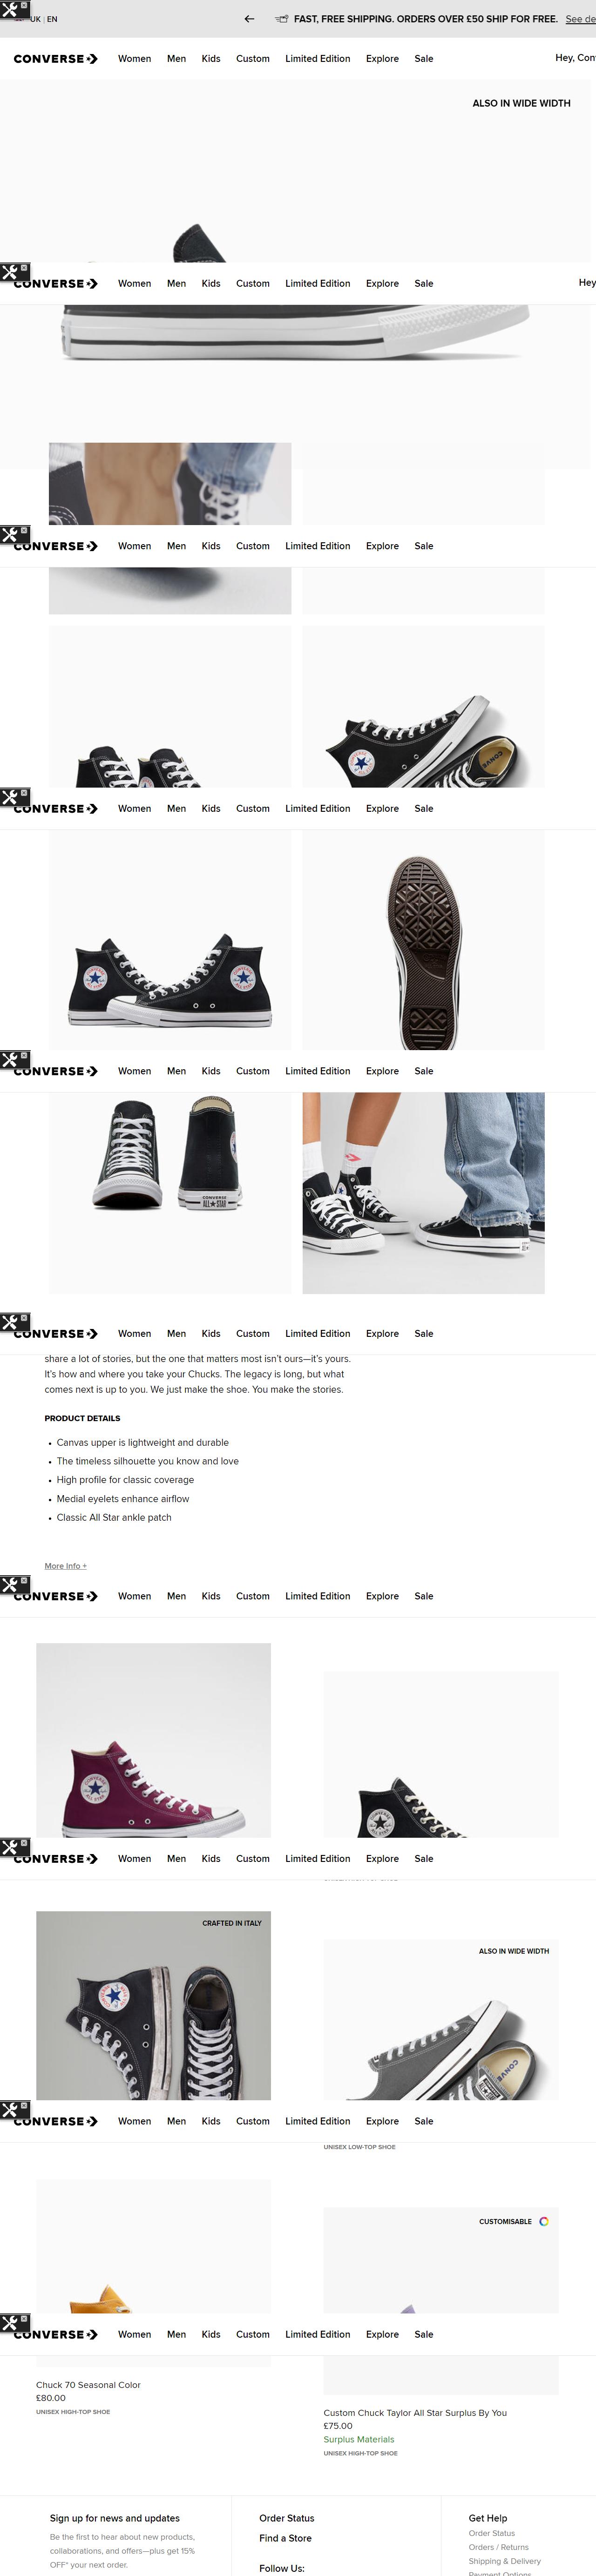 UK | EN
FAST, FREE SHIPPING. ORDERS OVER £50 SHIP FOR FREE. See de
CONVERSE Women Men Kids Custom Limited Edition Explore Sale Hey, Con
ALSO IN WIDE WIDTH
CONVERSE Women Men Kids Custom Limited Edition Explore Sale Hey
CONVERSE Women Men Kids Custom Limited Edition Explore Sale
CONVERSE Women Men Kids Custom Limited Edition Explore Sale
CONVERSE Women Men Kids Custom Limited Edition Explore Sale
CONVERSE
ALL★STAR
CONVERSE Women Men Kids Custom Limited Edition Explore Sale
share a lot of stories, but the one that matters most isn't ours—it's yours.
It's how and where you take your Chucks. The legacy is long, but what
comes next is up to you. We just make the shoe. You make the stories.
PRODUCT DETAILS
• Canvas upper is lightweight and durable
• The timeless silhouette you know and love
• High profile for classic coverage
• Medial eyelets enhance airflow
• Classic All Star ankle patch
More Info +
CONVERSE Women Men Kids Custom Limited Edition Explore Sale
CONVERSE
ALL STAR
CONVERSE Women Men Kids Custom Limited Edition Explore Sale
CRAFTED IN ITALY
ALSO IN WIDE WIDTH
CONVERSE Women Men Kids Custom Limited Edition Explore Sale
UNISEX LOW-TOP SHOE
CUSTOMISABLE
CONVERSE Women Men Kids Custom Limited Edition Explore Sale
Chuck 70 Seasonal Color
£80.00
UNISEX HIGH-TOP SHOE
Custom Chuck Taylor All Star Surplus By You
£75.00
Surplus Materials
UNISEX HIGH-TOP SHOE
Sign up for news and updates
Be the first to hear about new products,
collaborations, and offers—plus get 15%
OFF* your next order.
Order Status
Find a Store
Follow Us:
Get Help
Order Status
Orders / Returns
Shipping & Delivery
Payment Options